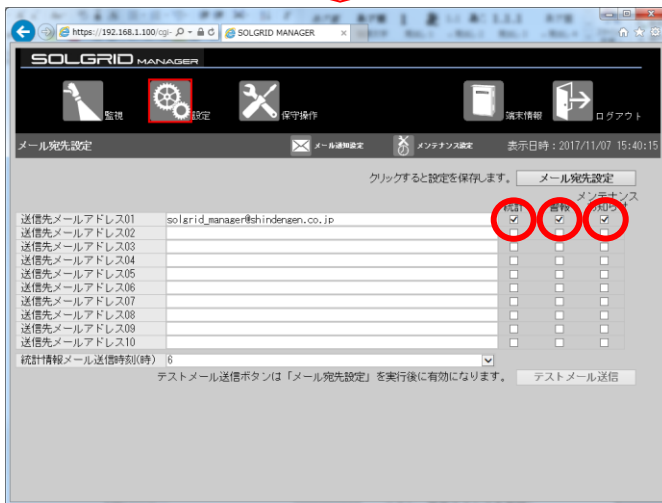 https://192.168.1.100/cgi-
SOLGRID MANAGER
SOLGRID MANAGER
監視
設定
保守操作
端末情報
ログアウト
メール宛先設定
メール通知設定
メンテナンス設定
表示日時：2017/11/07 15:40:15
クリックすると設定を保存します。
メール宛先設定
メンテナンス
統計
警報
お知らせ
送信先メールアドレス01 solgrid_manager@shindengen.co.jp
送信先メールアドレス02
送信先メールアドレス03
送信先メールアドレス04
送信先メールアドレス05
送信先メールアドレス06
送信先メールアドレス07
送信先メールアドレス08
送信先メールアドレス09
送信先メールアドレス10
統計情報メール送信時刻(時) 6
テストメール送信ボタンは「メール宛先設定」を実行後に有効になります。
テストメール送信